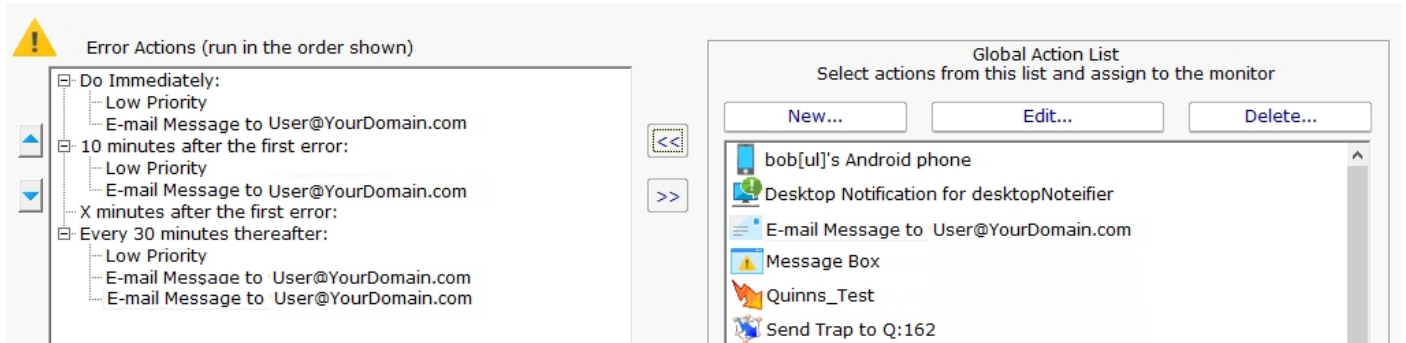 Error Actions (run in the order shown)
Do Immediately:
Low Priority
E-mail Message to User@YourDomain.com
10 minutes after the first error:
Low Priority
E-mail Message to User@YourDomain.com
X minutes after the first error:
Every 30 minutes thereafter:
Low Priority
E-mail Message to User@YourDomain.com
E-mail Message to User@YourDomain.com
<<
>>
Global Action List
Select actions from this list and assign to the monitor
New... Edit... Delete...
bob[ul]'s Android phone
Desktop Notification for desktopNoteifier
E-mail Message to User@YourDomain.com
Message Box
Quinns_Test
Send Trap to Q:162